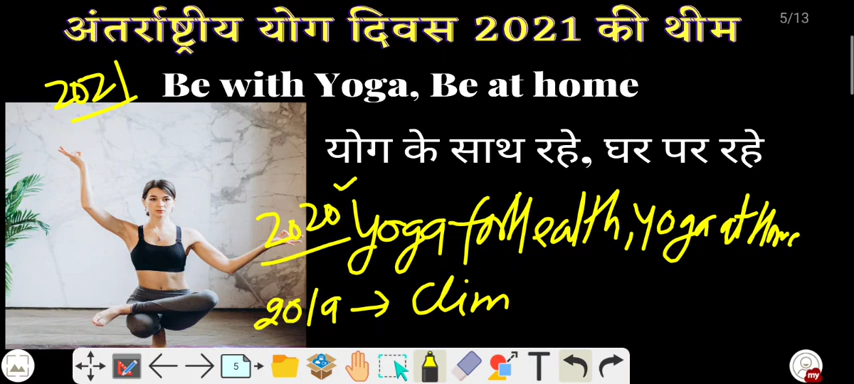 अंतर्राष्ट्रीय योग दिवस 2021 की थीम
5/13
2021
Be with Yoga, Be at home
योग के साथ रहे, घर पर रहे
2020 Yoga for Health, Yoga at Home
2019 → Clim
5
T
my